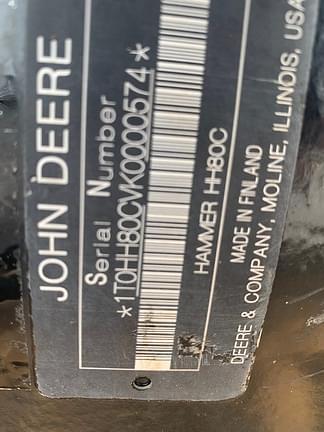 JOHN DEERE
Serial Number
*1T0HH80CVK0000574*
HAMMER HH80C
MADE IN FINLAND
DEERE & COMPANY, MOLINE, ILLINOIS, USA